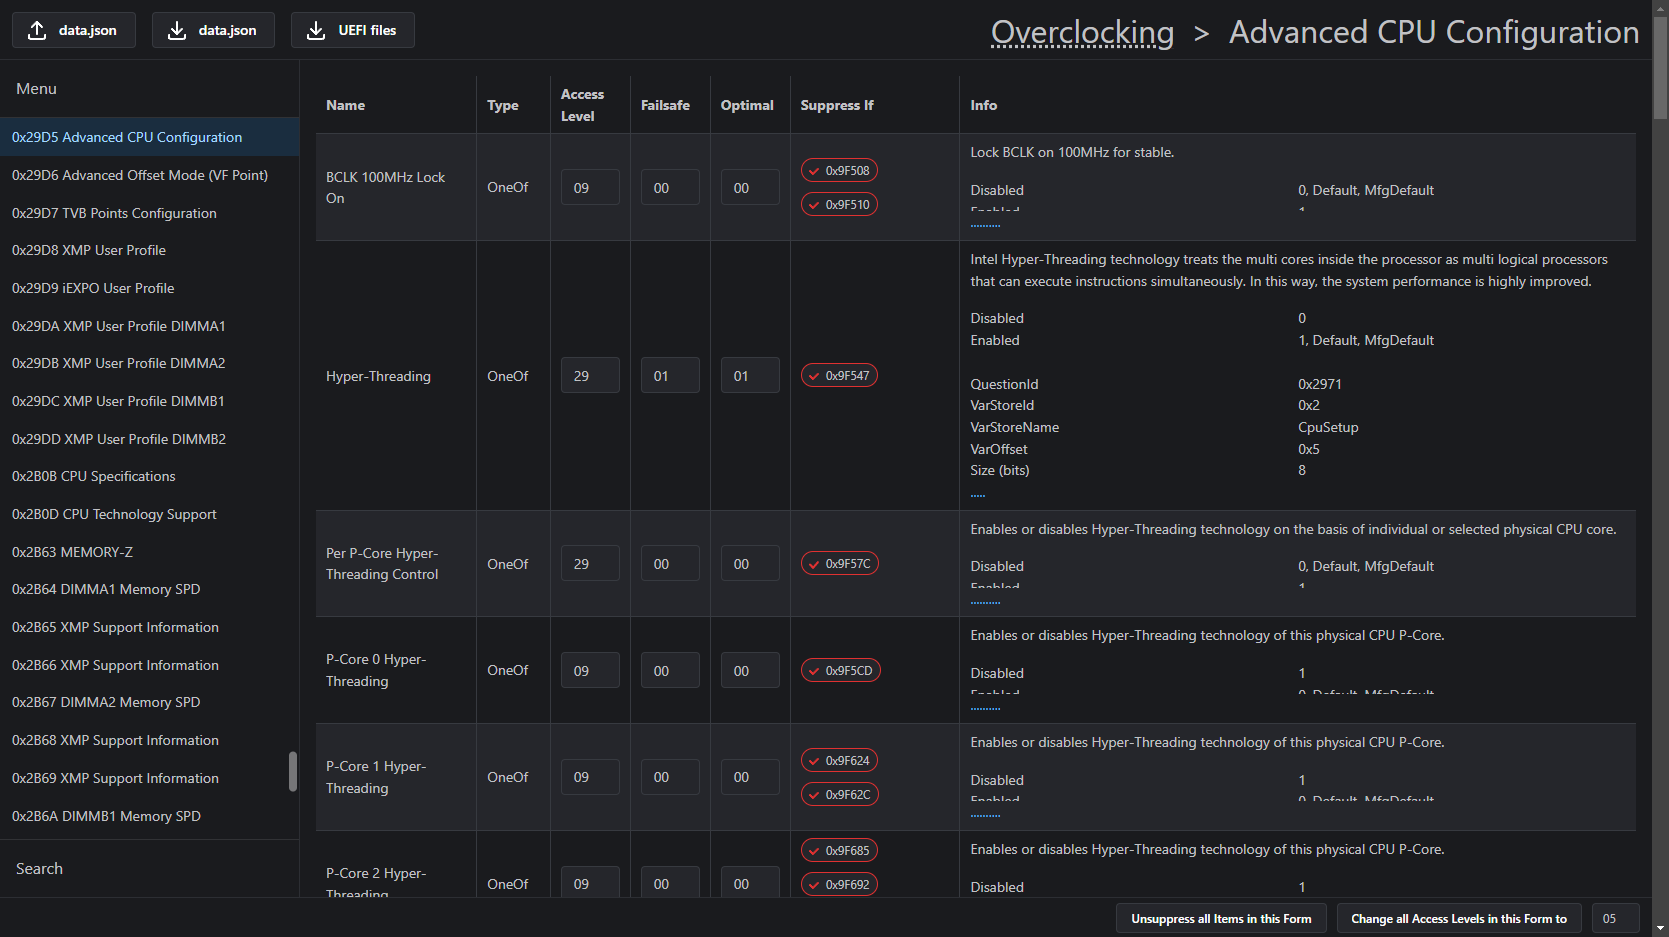 data.json
data.json
UEFI files
Overclocking > Advanced CPU Configuration
Menu
0x29D5 Advanced CPU Configuration
0x29D6 Advanced Offset Mode (VF Point)
0x29D7 TVB Points Configuration
0x29D8 XMP User Profile
0x29D9 iEXPO User Profile
0x29DA XMP User Profile DIMMA1
0x29DB XMP User Profile DIMMA2
0x29DC XMP User Profile DIMMB1
0x29DD XMP User Profile DIMMB2
0x2B0B CPU Specifications
0x2B0D CPU Technology Support
0x2B63 MEMORY-Z
0x2B64 DIMMA1 Memory SPD
0x2B65 XMP Support Information
0x2B66 XMP Support Information
0x2B67 DIMMA2 Memory SPD
0x2B68 XMP Support Information
0x2B69 XMP Support Information
0x2B6A DIMMB1 Memory SPD
Search
Name
Type
Access
Level
Failsafe
Optimal
Suppress If
Info
BCLK 100MHz Lock
On
OneOf
09
00
00
0x9F508
0x9F510
Lock BCLK on 100MHz for stable.
Disabled 0, Default, MfgDefault
Enabled 1
Hyper-Threading
OneOf
29
01
01
0x9F547
Intel Hyper-Threading technology treats the multi cores inside the processor as multi logical processors
that can execute instructions simultaneously. In this way, the system performance is highly improved.
Disabled 0
Enabled 1, Default, MfgDefault
QuestionId 0x2971
VarStoreId 0x2
VarStoreName CpuSetup
VarOffset 0x5
Size (bits) 8
Per P-Core Hyper-
Threading Control
OneOf
29
00
00
0x9F57C
Enables or disables Hyper-Threading technology on the basis of individual or selected physical CPU core.
Disabled 0, Default, MfgDefault
Enabled 1
P-Core 0 Hyper-
Threading
OneOf
09
00
00
0x9F5CD
Enables or disables Hyper-Threading technology of this physical CPU P-Core.
Disabled 1
Enabled 0, Default, MfgDefault
P-Core 1 Hyper-
Threading
OneOf
09
00
00
0x9F624
0x9F62C
Enables or disables Hyper-Threading technology of this physical CPU P-Core.
Disabled 1
Enabled 0, Default, MfgDefault
P-Core 2 Hyper-
Threading
OneOf
09
00
00
0x9F685
0x9F692
Enables or disables Hyper-Threading technology of this physical CPU P-Core.
Disabled 1
Unsuppress all Items in this Form
Change all Access Levels in this Form to
05